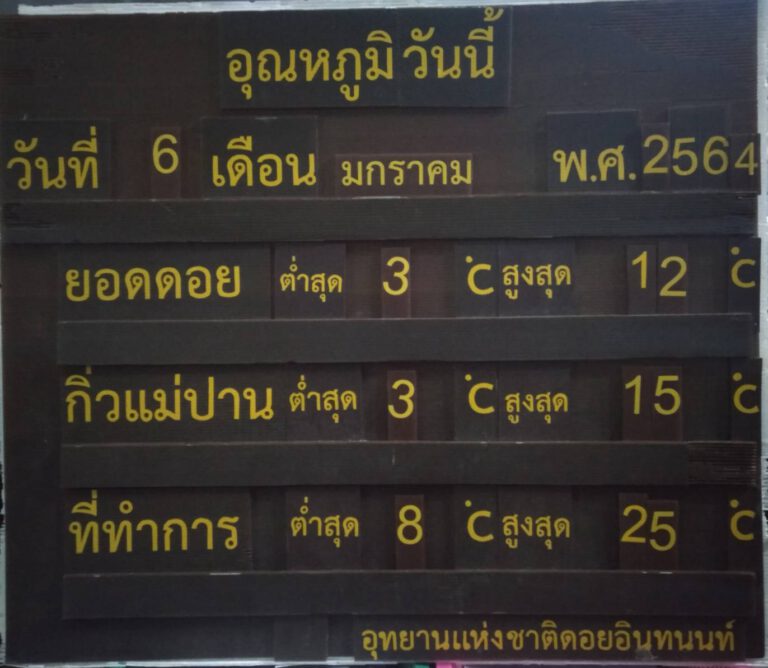 อุณหภูมิ วันนี้
วันที่ 6 เดือน มกราคม พ.ศ. 2564
ยอดดอย ต่ำสุด 3 °C สูงสุด 12 °C
กิ่วแม่ปาน ต่ำสุด 3 °C สูงสุด 15 °C
ที่ทำการ ต่ำสุด 8 °C สูงสุด 25 °C
อุทยานแห่งชาติดอยอินทนนท์